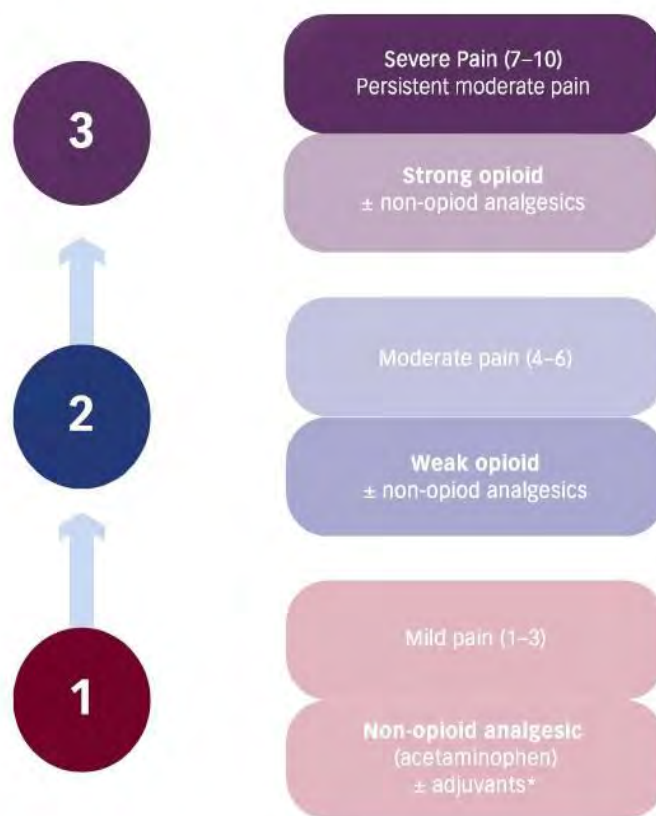 3
Severe Pain (7–10)
Persistent moderate pain
Strong opioid
± non-opiod analgesics
2
Moderate pain (4–6)
Weak opioid
± non-opiod analgesics
1
Mild pain (1–3)
Non-opioid analgesic
(acetaminophen)
± adjuvants*